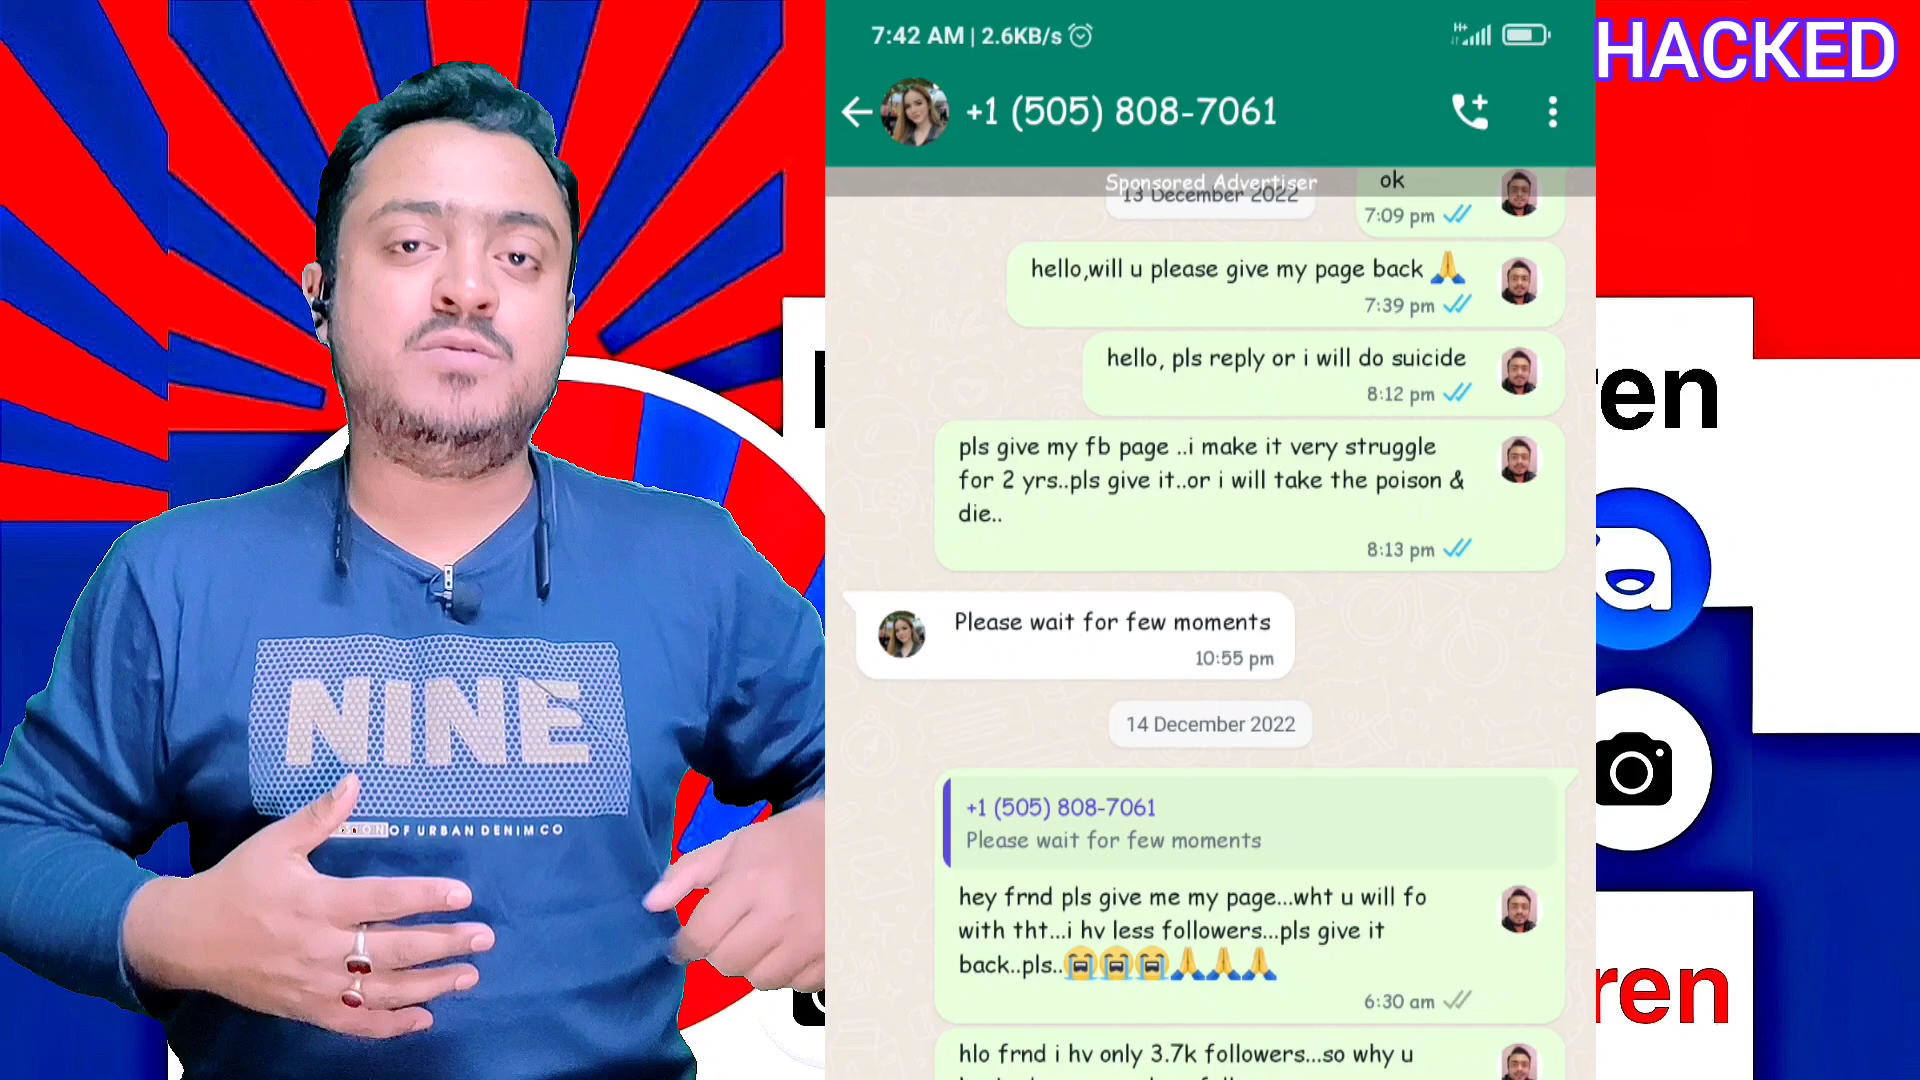 7:42 AM | 2.6KB/s
HACKED
+1 (505) 808-7061
Sponsored Advertiser
13 December 2022
ok
7:09 pm
hello,will u please give my page back 🙏
7:39 pm
hello, pls reply or i will do suicide
8:12 pm
pls give my fb page ..i make it very struggle
for 2 yrs..pls give it..or i will take the poison &
die..
8:13 pm
Please wait for few moments
10:55 pm
14 December 2022
+1 (505) 808-7061
Please wait for few moments
hey frnd pls give me my page...wht u will fo
with tht...i hv less followers...pls give it
back..pls..😭😭😭🙏🙏🙏
6:30 am
hlo frnd i hv only 3.7k followers...so why u
NINE
OF URBAN DENIM CO
ren
a
ren